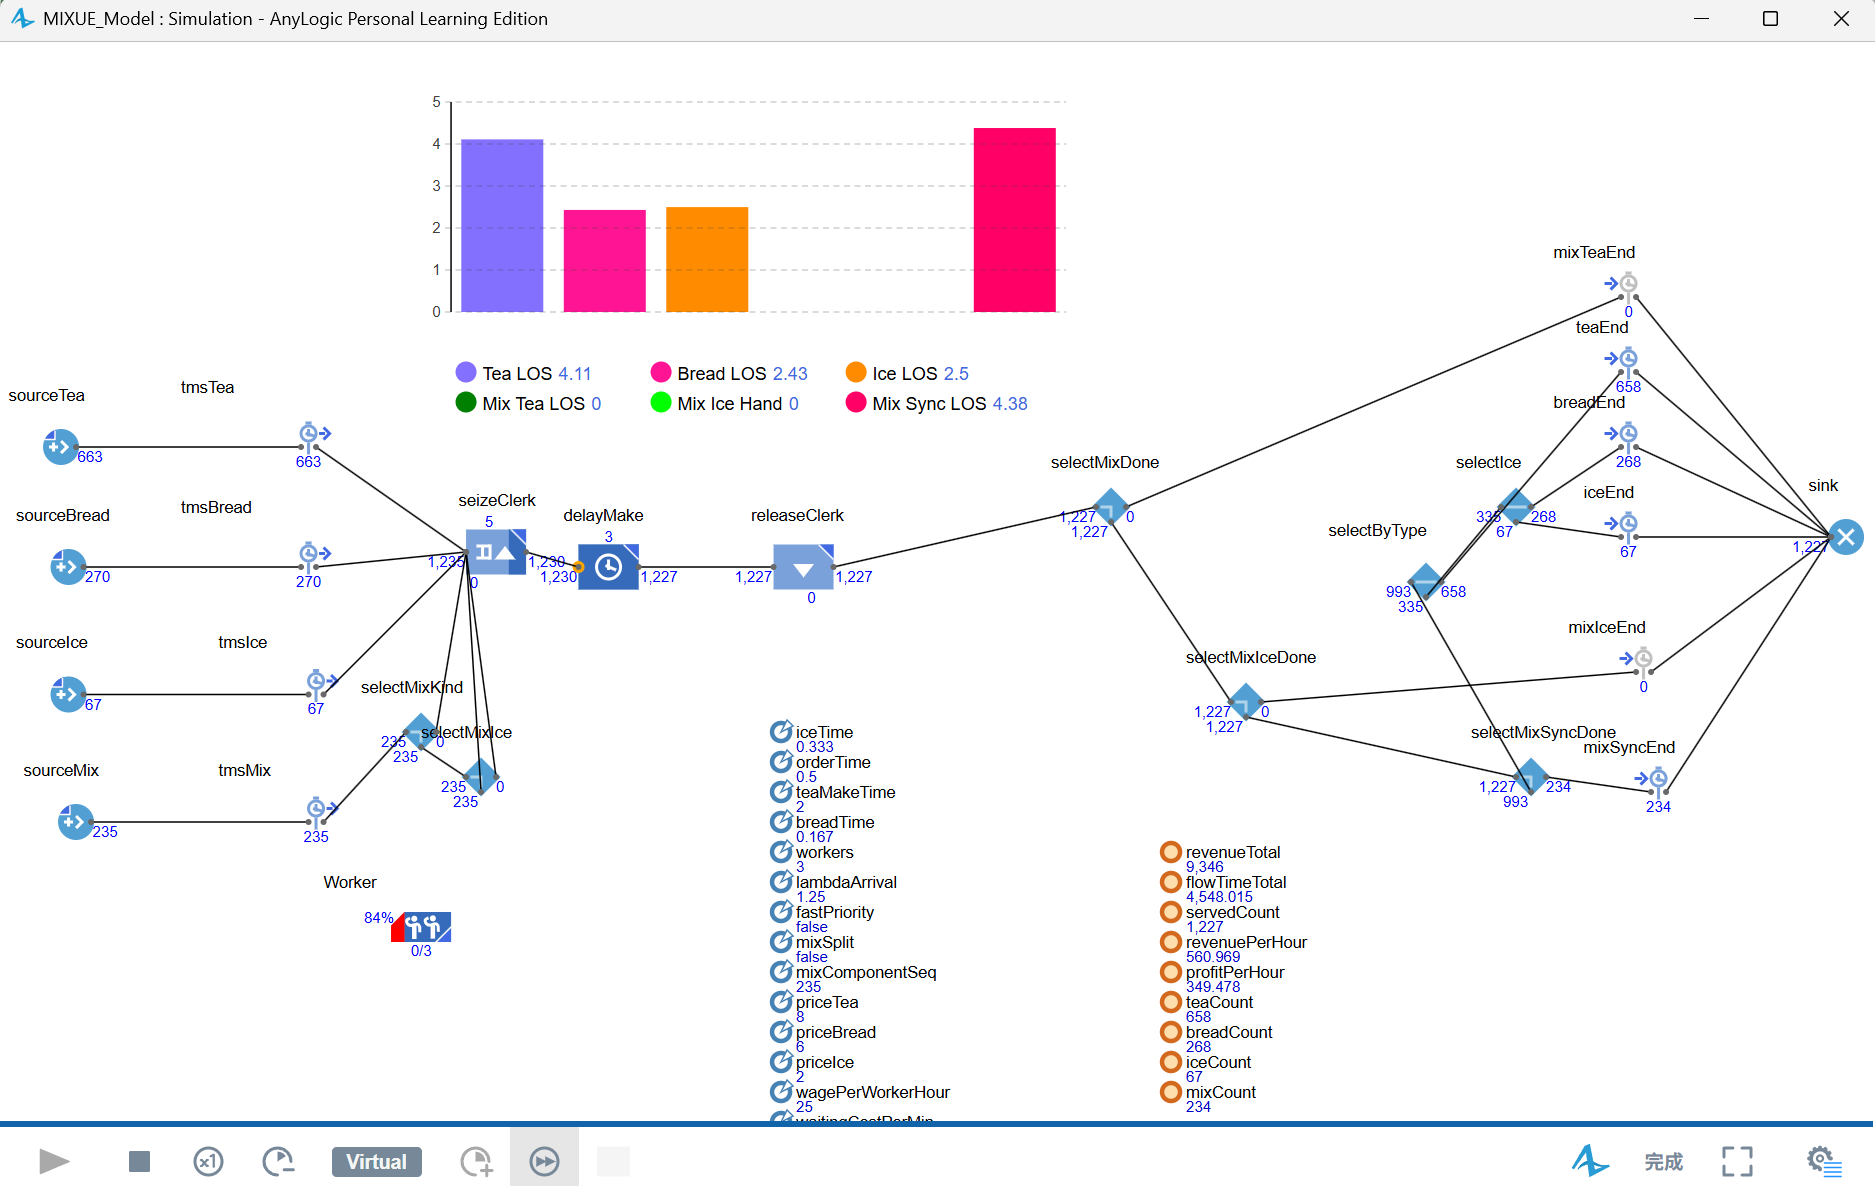 MIXUE_Model : Simulation - AnyLogic Personal Learning Edition
5
4
3
2
1
0
Tea LOS 4.11
Bread LOS 2.43
Ice LOS 2.5
Mix Tea LOS 0
Mix Ice Hand 0
Mix Sync LOS 4.38
sourceTea
663
tmsTea
663
sourceBread
270
tmsBread
270
sourceIce
67
tmsIce
67
sourceMix
235
tmsMix
235
selectMixKind
235
0
235
selectMixIce
235
0
235
seizeClerk
5
1,235
1,230
0
delayMake
3
1,230
1,227
releaseClerk
1,227
1,227
0
Worker
84%
0/3
selectMixDone
1,227
0
1,227
selectMixIceDone
1,227
0
1,227
selectMixSyncDone
1,227
234
993
selectByType
993
658
335
selectIce
335
268
67
mixTeaEnd
0
teaEnd
658
breadEnd
268
iceEnd
67
mixIceEnd
0
mixSyncEnd
234
sink
1,227
iceTime
0.333
orderTime
0.5
teaMakeTime
2
breadTime
0.167
workers
3
lambdaArrival
1.25
fastPriority
false
mixSplit
false
mixComponentSeq
235
priceTea
8
priceBread
6
priceIce
2
wagePerWorkerHour
25
waitingCostPerMin
revenueTotal
9,346
flowTimeTotal
4,548.015
servedCount
1,227
revenuePerHour
560.969
profitPerHour
349.478
teaCount
658
breadCount
268
iceCount
67
mixCount
234
x1
Virtual
完成